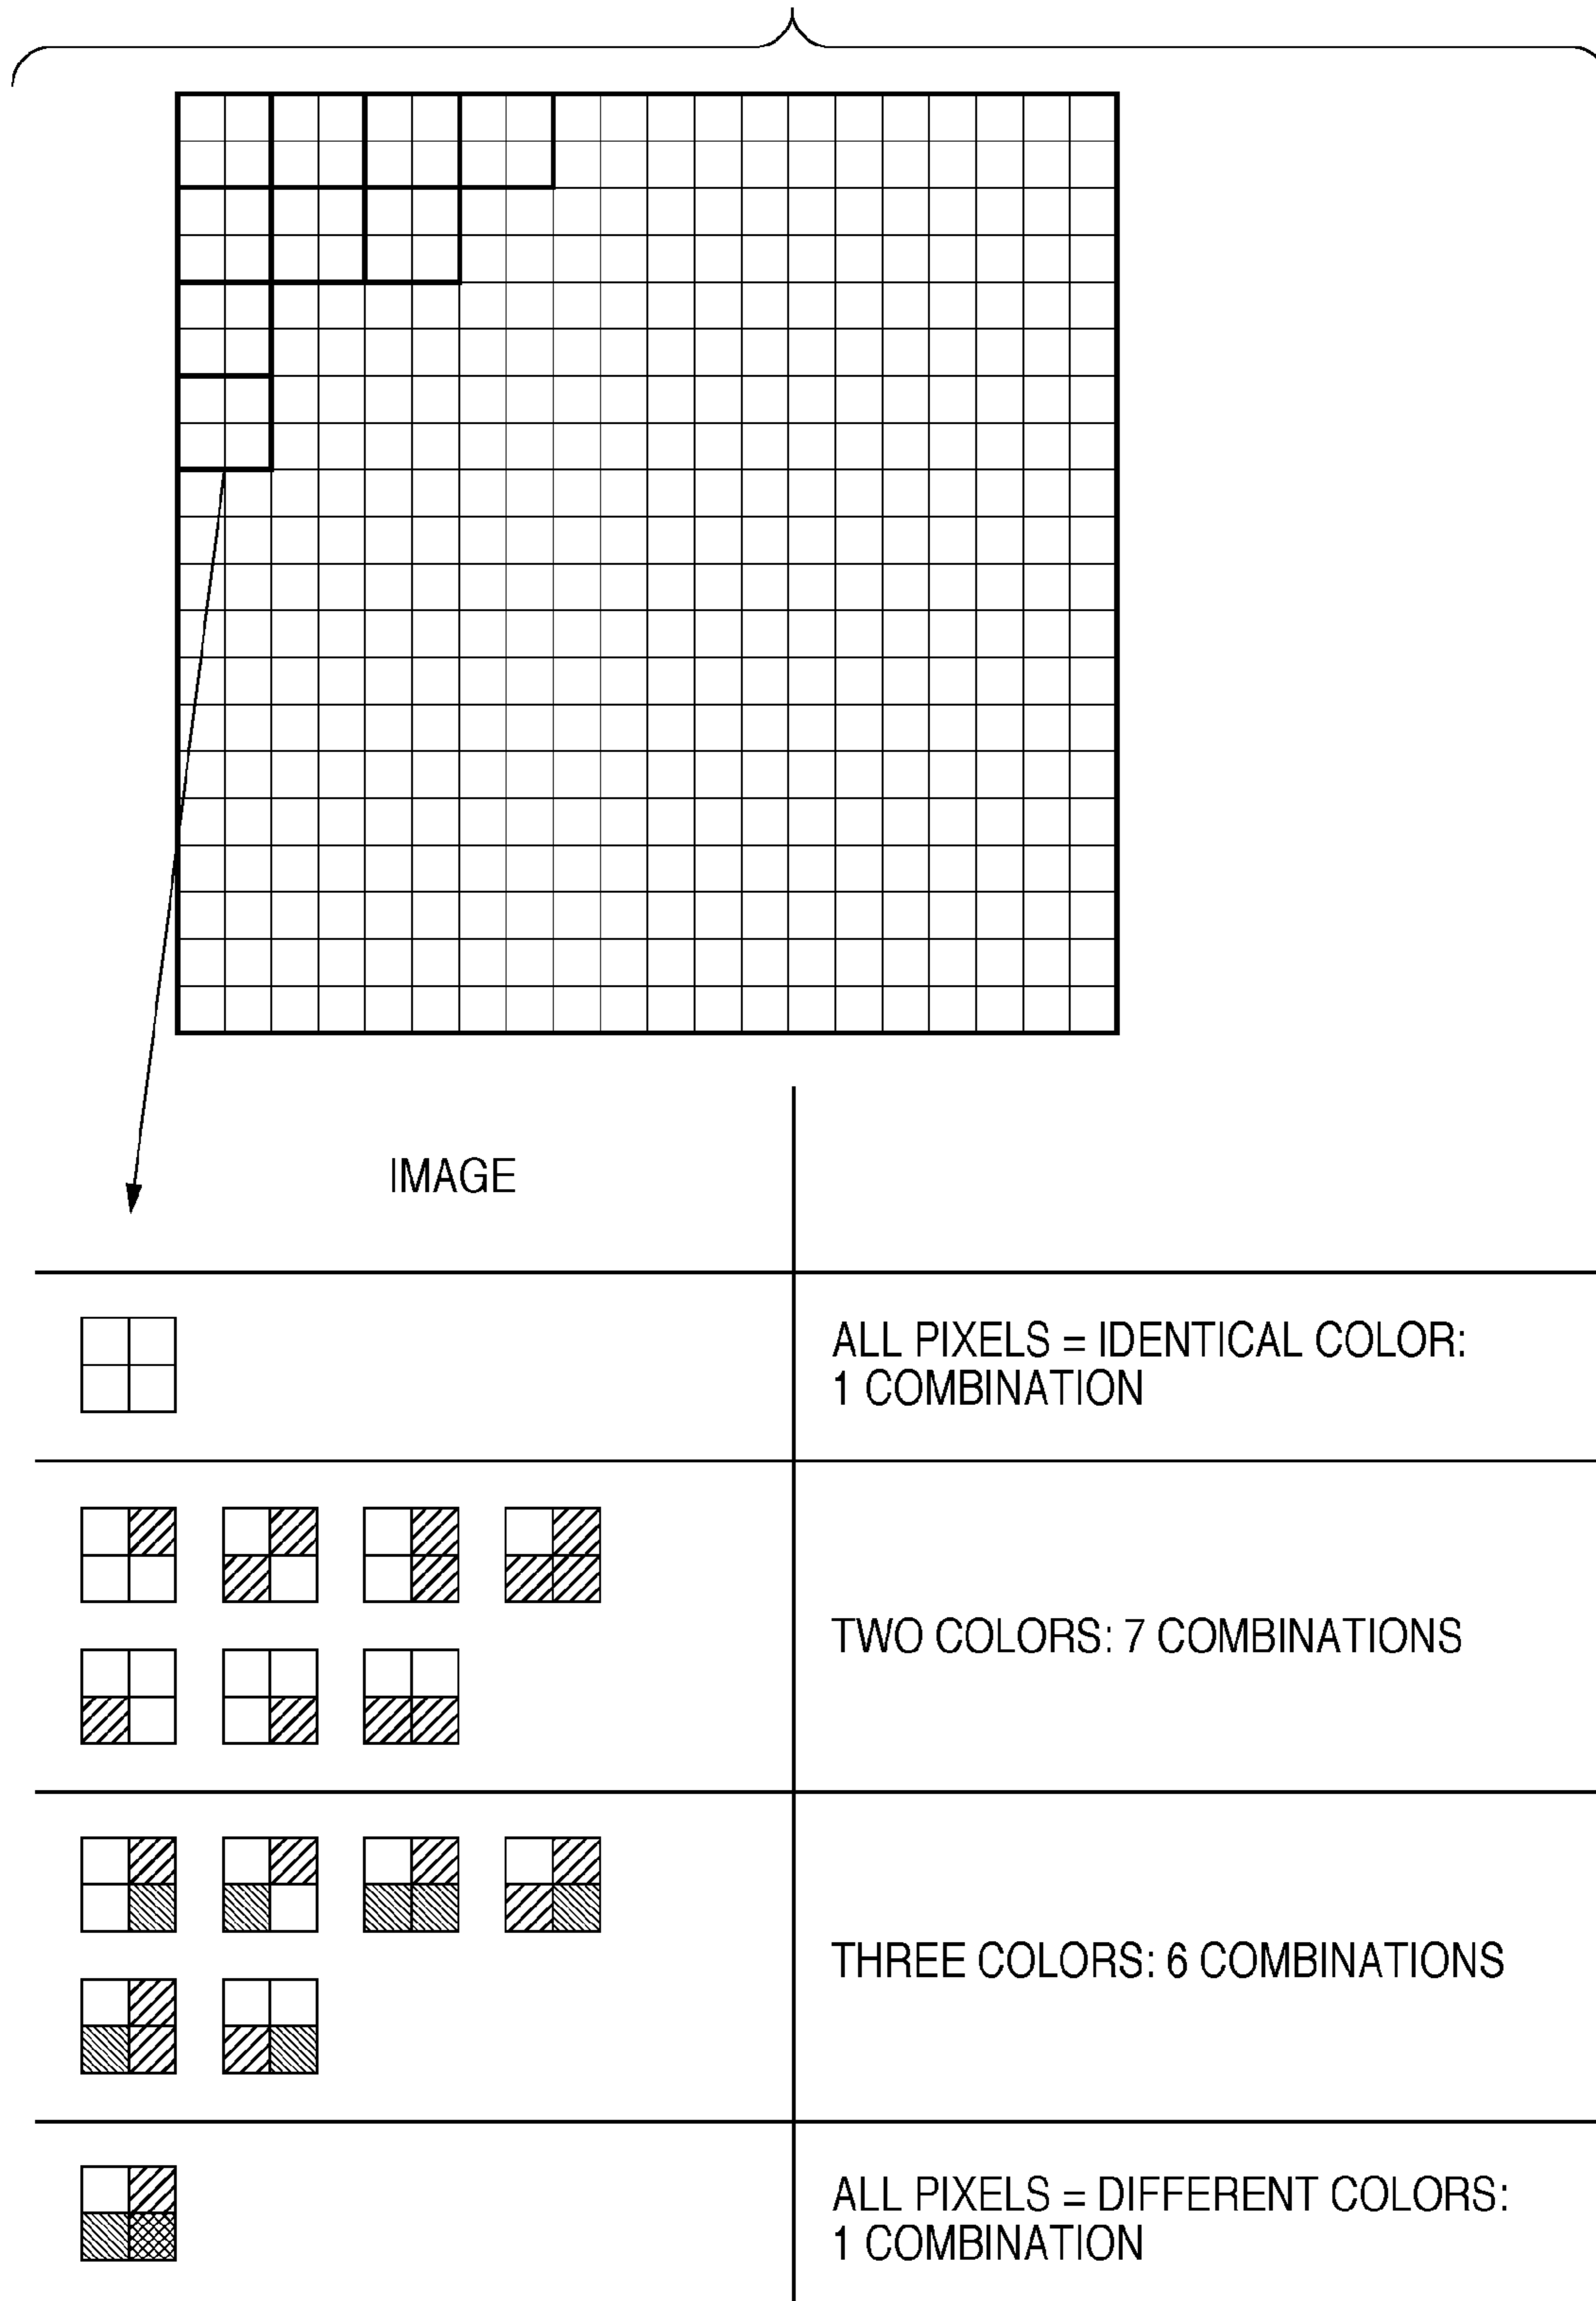 IMAGE
ALL PIXELS = IDENTICAL COLOR:
1 COMBINATION
TWO COLORS: 7 COMBINATIONS
THREE COLORS: 6 COMBINATIONS
ALL PIXELS = DIFFERENT COLORS:
1 COMBINATION